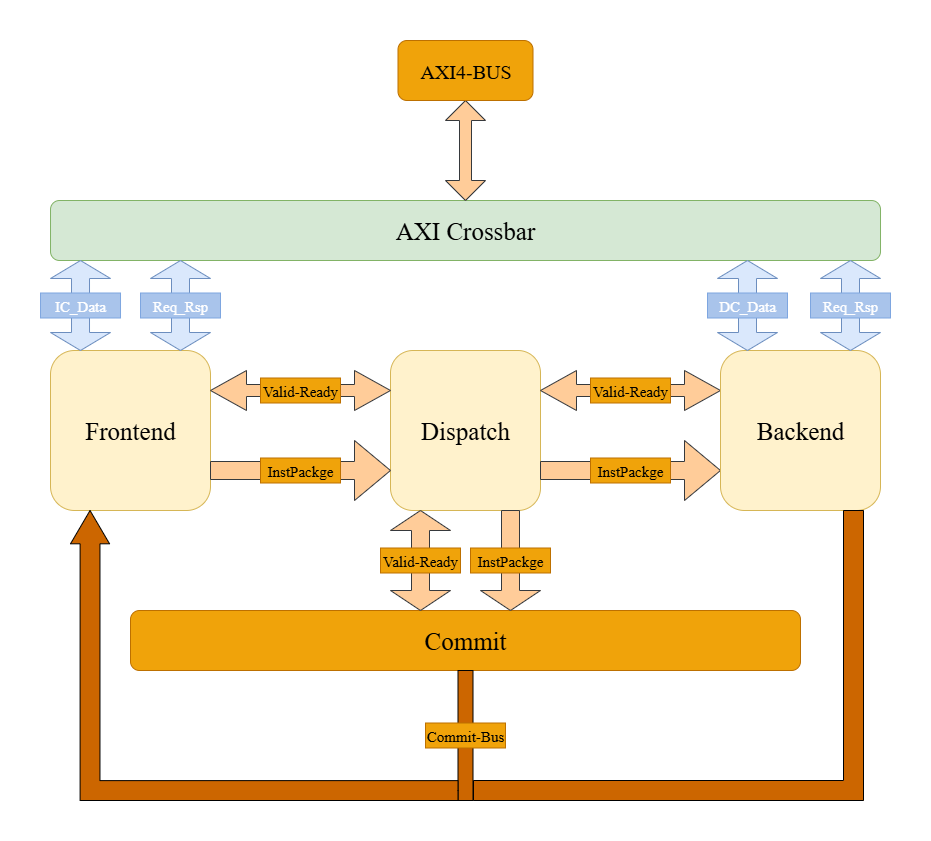 AXI4-BUS
AXI Crossbar
IC_Data
Req_Rsp
DC_Data
Req_Rsp
Frontend
Valid-Ready
InstPackge
Dispatch
Valid-Ready
InstPackge
Backend
Valid-Ready
InstPackge
Commit
Commit-Bus